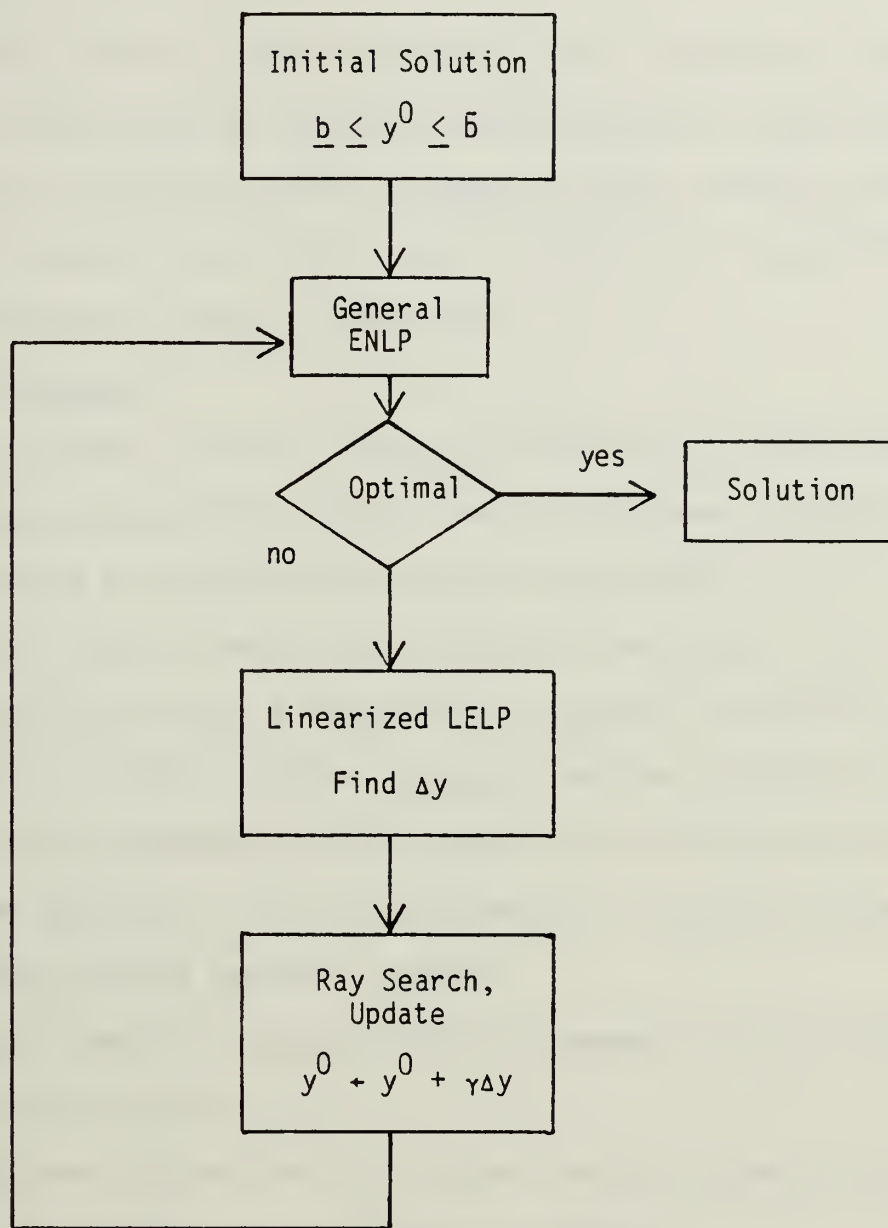 Initial Solution
b̲ ≤ y⁰ ≤ b̄
General
ENLP
Optimal
yes
Solution
no
Linearized LELP
Find Δy
Ray Search,
Update
y⁰ ← y⁰ + γΔy